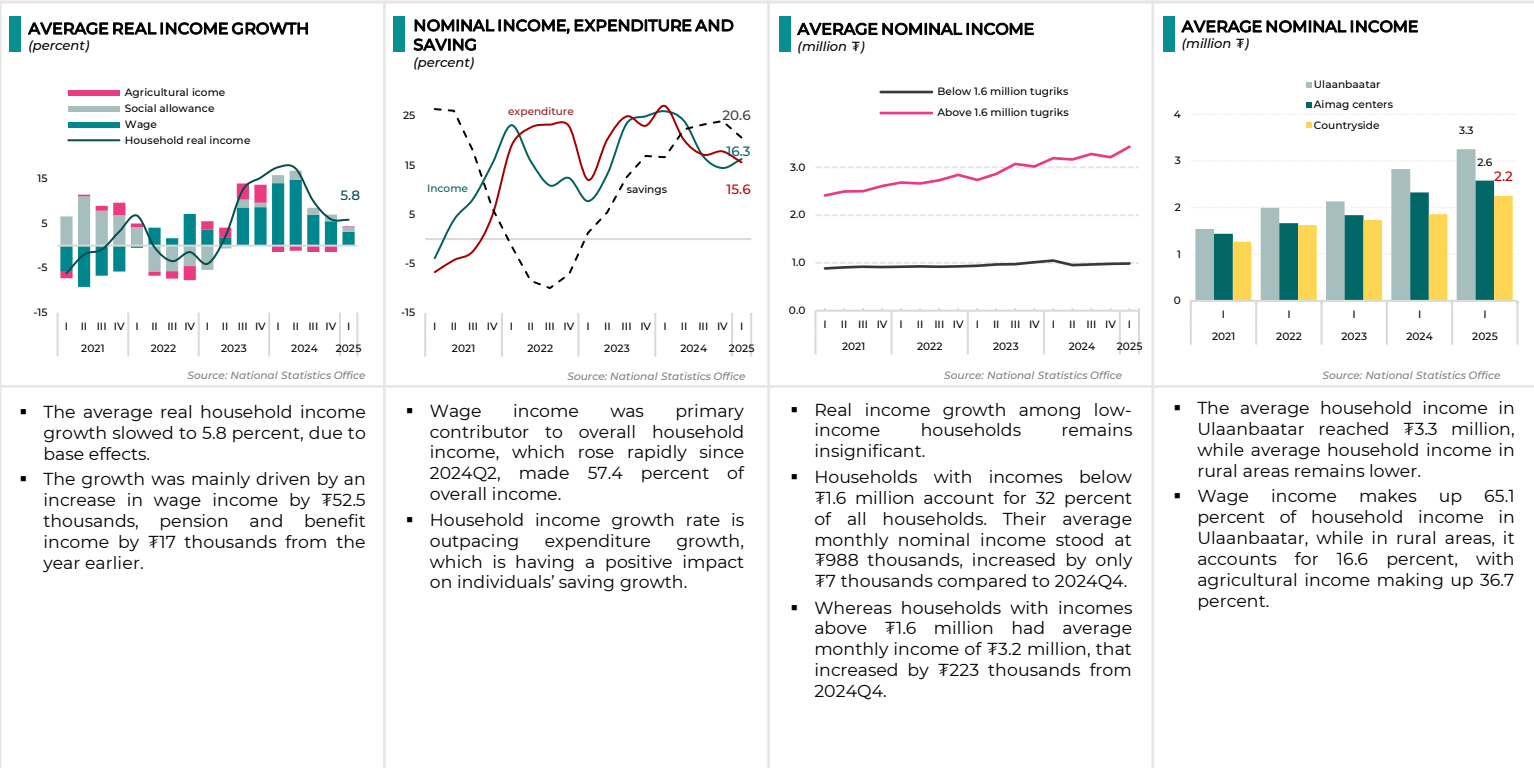 AVERAGE REAL INCOME GROWTH
(percent)
Agricultural icome
Social allowance
Wage
Household real income
15
5
-5
-15
5.8
I II III IV I II III IV I II III IV I II III IV I
2021 2022 2023 2024 2025
Source: National Statistics Office
▪ The average real household income
growth slowed to 5.8 percent, due to
base effects.
▪ The growth was mainly driven by an
increase in wage income by ₮52.5
thousands, pension and benefit
income by ₮17 thousands from the
year earlier.
NOMINAL INCOME, EXPENDITURE AND
SAVING
(percent)
25
15
5
-5
-15
expenditure
Income
savings
20.6
16.3
15.6
I II III IV I II III IV I II III IV I II III IV I
2021 2022 2023 2024 2025
Source: National Statistics Office
▪ Wage income was primary
contributor to overall household
income, which rose rapidly since
2024Q2, made 57.4 percent of
overall income.
▪ Household income growth rate is
outpacing expenditure growth,
which is having a positive impact
on individuals’ saving growth.
AVERAGE NOMINAL INCOME
(million ₮)
Below 1.6 million tugriks
Above 1.6 million tugriks
3.0
2.0
1.0
0.0
I II III IV I II III IV I II III IV I II III IV I
2021 2022 2023 2024 2025
Source: National Statistics Office
▪ Real income growth among low-
income households remains
insignificant.
▪ Households with incomes below
₮1.6 million account for 32 percent
of all households. Their average
monthly nominal income stood at
₮988 thousands, increased by only
₮7 thousands compared to 2024Q4.
▪ Whereas households with incomes
above ₮1.6 million had average
monthly income of ₮3.2 million, that
increased by ₮223 thousands from
2024Q4.
AVERAGE NOMINAL INCOME
(million ₮)
Ulaanbaatar
Aimag centers
Countryside
4
3
2
1
0
3.3
2.6
2.2
I I I I I
2021 2022 2023 2024 2025
Source: National Statistics Office
▪ The average household income in
Ulaanbaatar reached ₮3.3 million,
while average household income in
rural areas remains lower.
▪ Wage income makes up 65.1
percent of household income in
Ulaanbaatar, while in rural areas, it
accounts for 16.6 percent, with
agricultural income making up 36.7
percent.